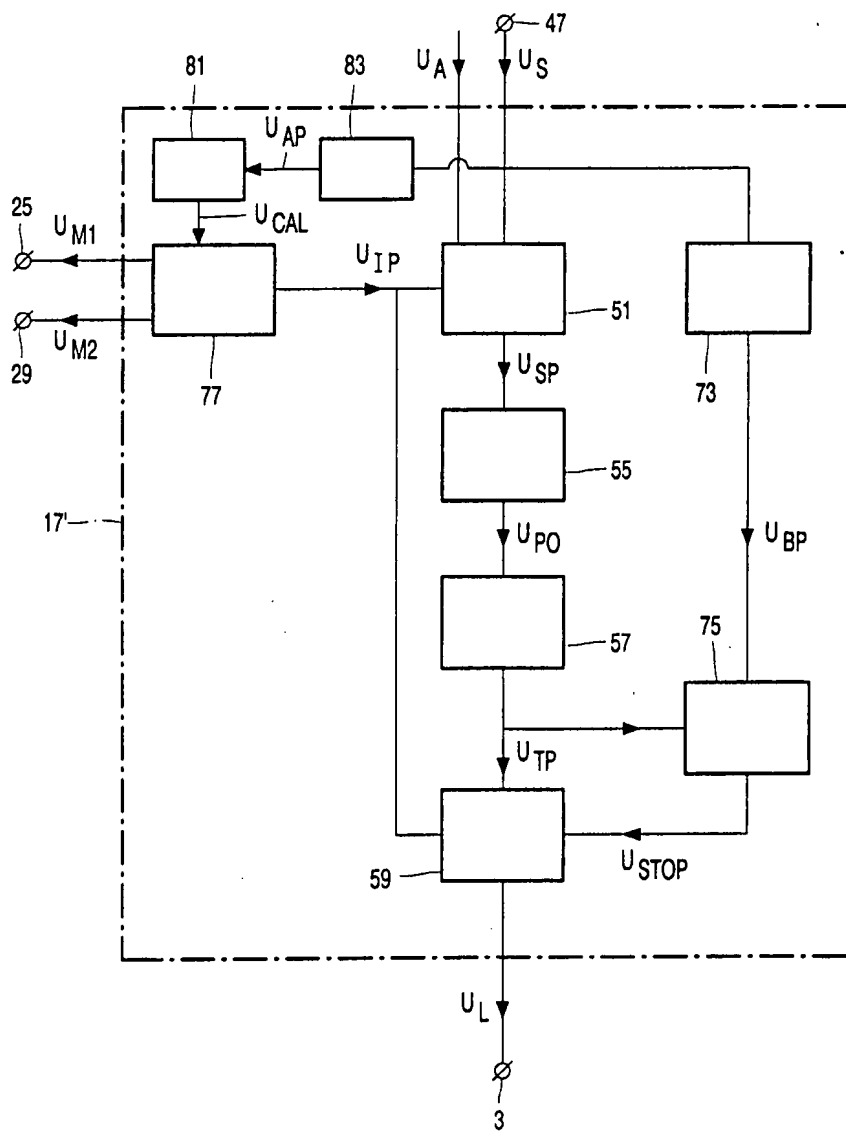 47
81
83
U_A
U_S
U_AP
25
U_M1
U_CAL
U_IP
51
U_M2
29
77
U_SP
73
55
17'
U_PO
U_BP
57
75
U_TP
59
U_STOP
U_L
3